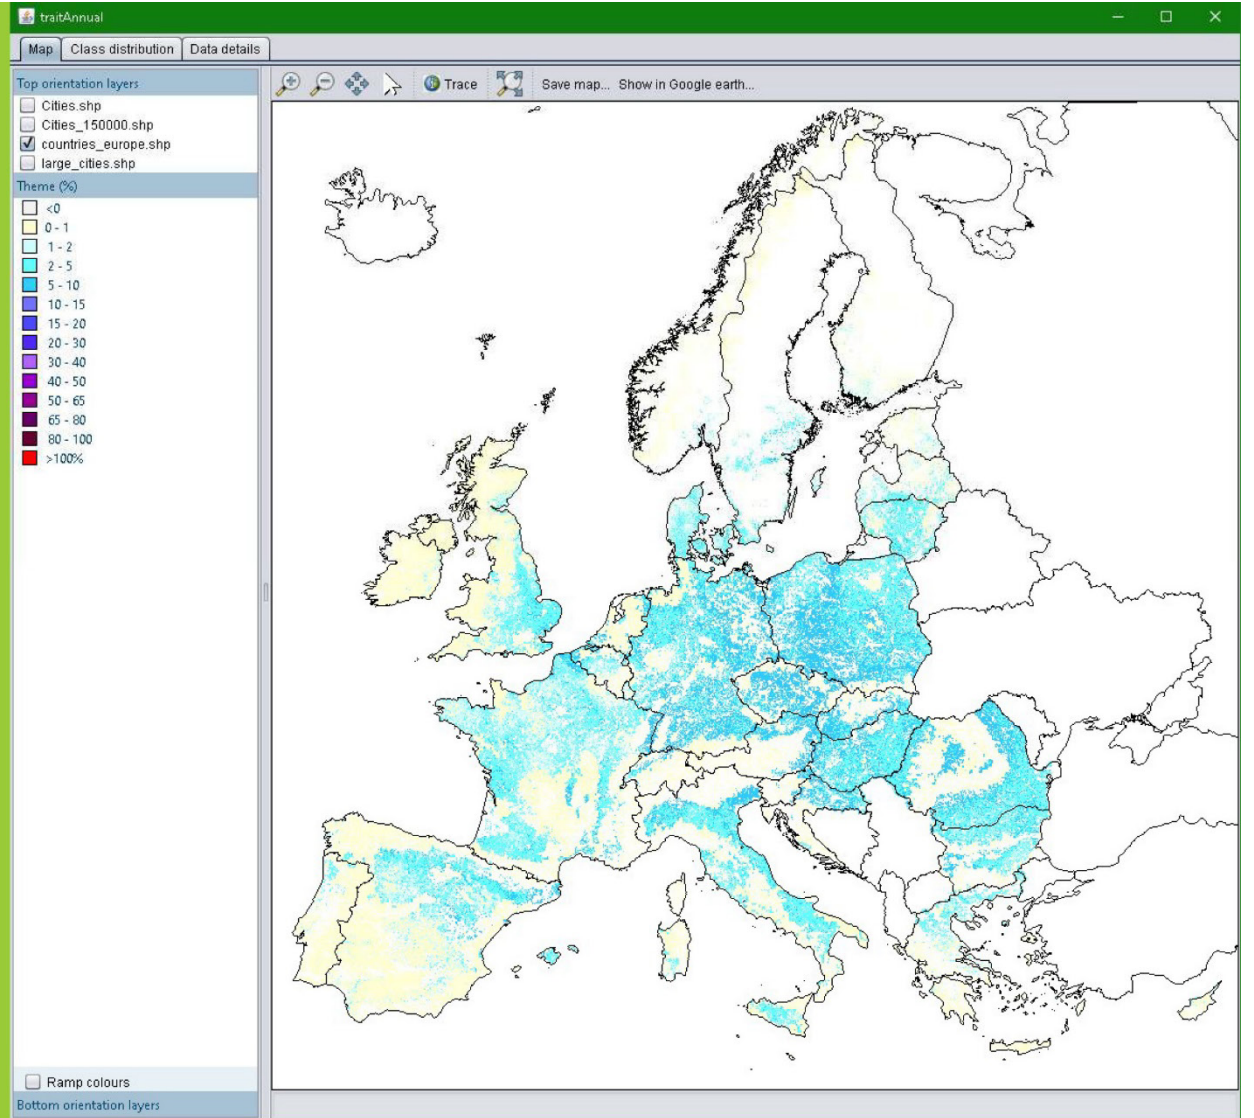 traitAnnual
Map Class distribution Data details
Top orientation layers
Cities.shp
Cities_150000.shp
countries_europe.shp
large_cities.shp
Theme (%)
<0
0 - 1
1 - 2
2 - 5
5 - 10
10 - 15
15 - 20
20 - 30
30 - 40
40 - 50
50 - 65
65 - 80
80 - 100
>100%
Ramp colours
Bottom orientation layers
Trace Save map... Show in Google earth...